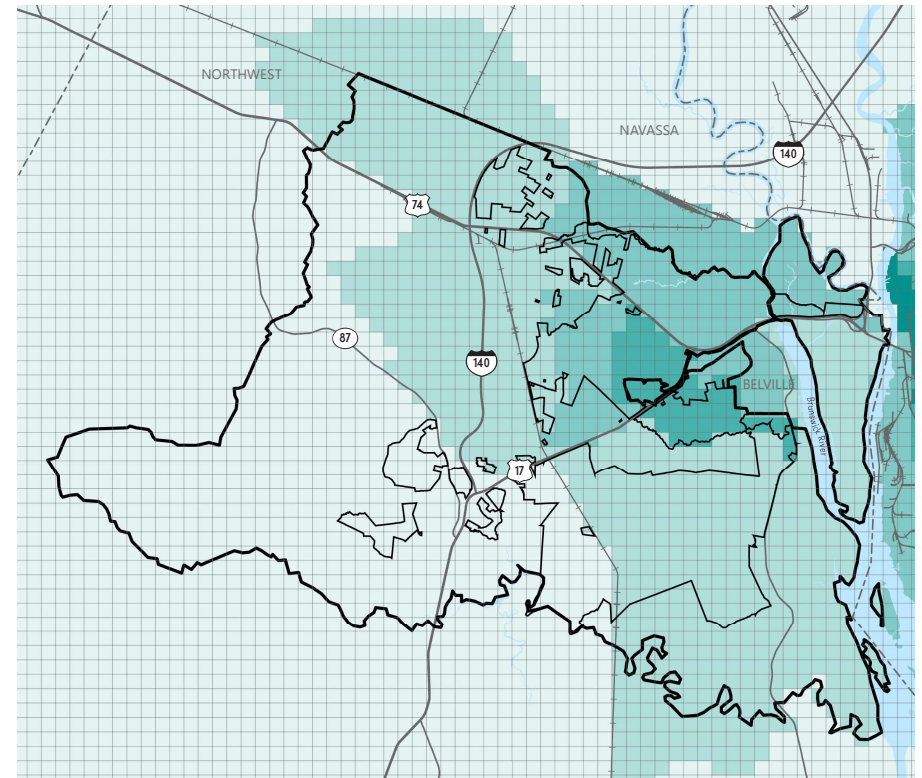 NORTHWEST
NAVASSA
140
74
87
140
BELVILLE
Brunswick River
17